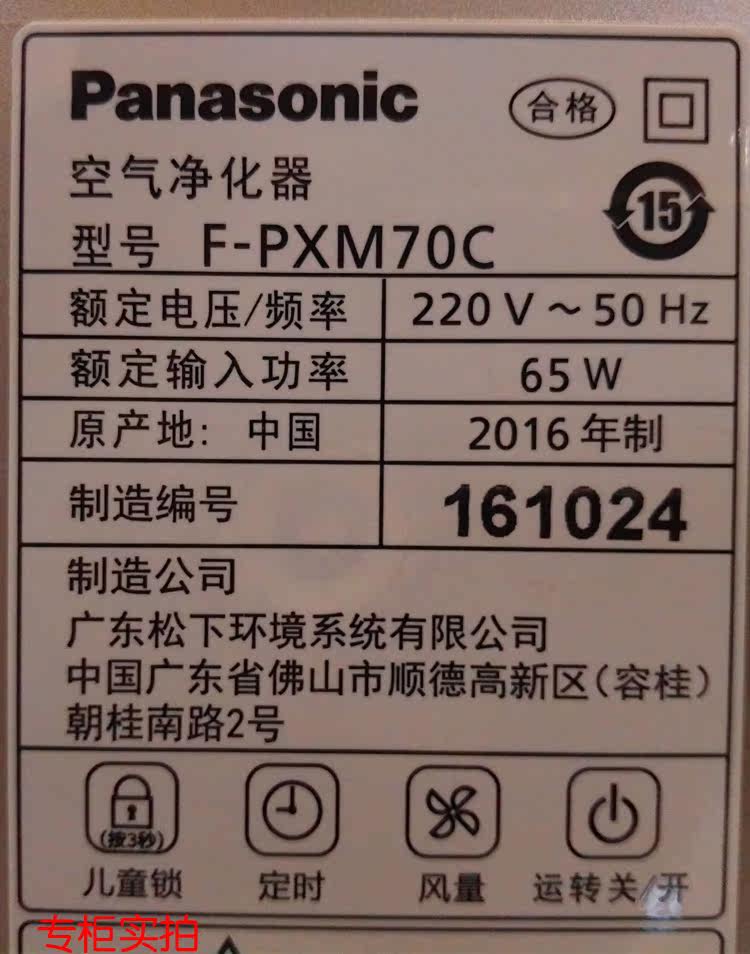 Panasonic
合格
空气净化器
15
型号 F-PXM70C
额定电压/频率 220 V ~ 50 Hz
额定输入功率 65 W
原产地: 中国 2016 年制
制造编号 161024
制造公司
广东松下环境系统有限公司
中国广东省佛山市顺德高新区(容桂)
朝桂南路2号
(按3秒)
儿童锁 定时 风量 运转关/开
专柜实拍